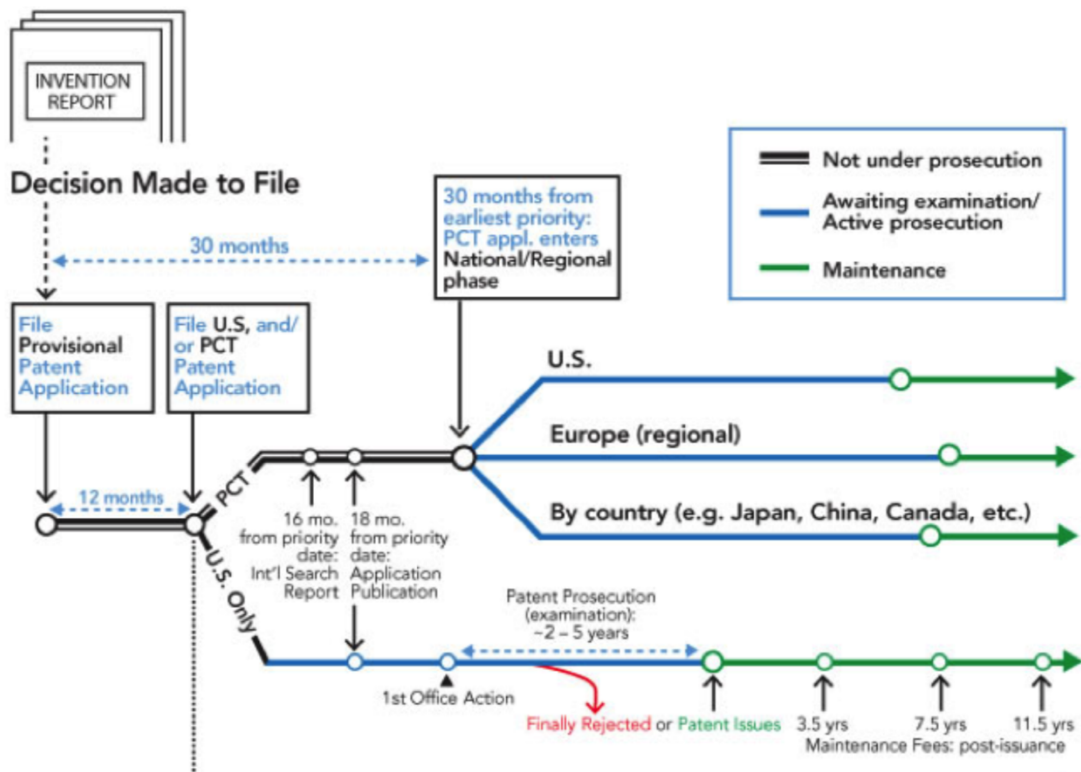 INVENTION
REPORT
Decision Made to File
30 months
30 months from
earliest priority:
PCT appl. enters
National/Regional
phase
Not under prosecution
Awaiting examination/
Active prosecution
Maintenance
File
Provisional
Patent
Application
File U.S, and/
or PCT
Patent
Application
12 months
PCT
U.S. Only
16 mo.
from priority
date:
Int'l Search
Report
18 mo.
from priority
date:
Application
Publication
U.S.
Europe (regional)
By country (e.g. Japan, China, Canada, etc.)
Patent Prosecution
(examination):
~2 – 5 years
1st Office Action
Finally Rejected or Patent Issues
3.5 yrs
7.5 yrs
11.5 yrs
Maintenance Fees: post-issuance